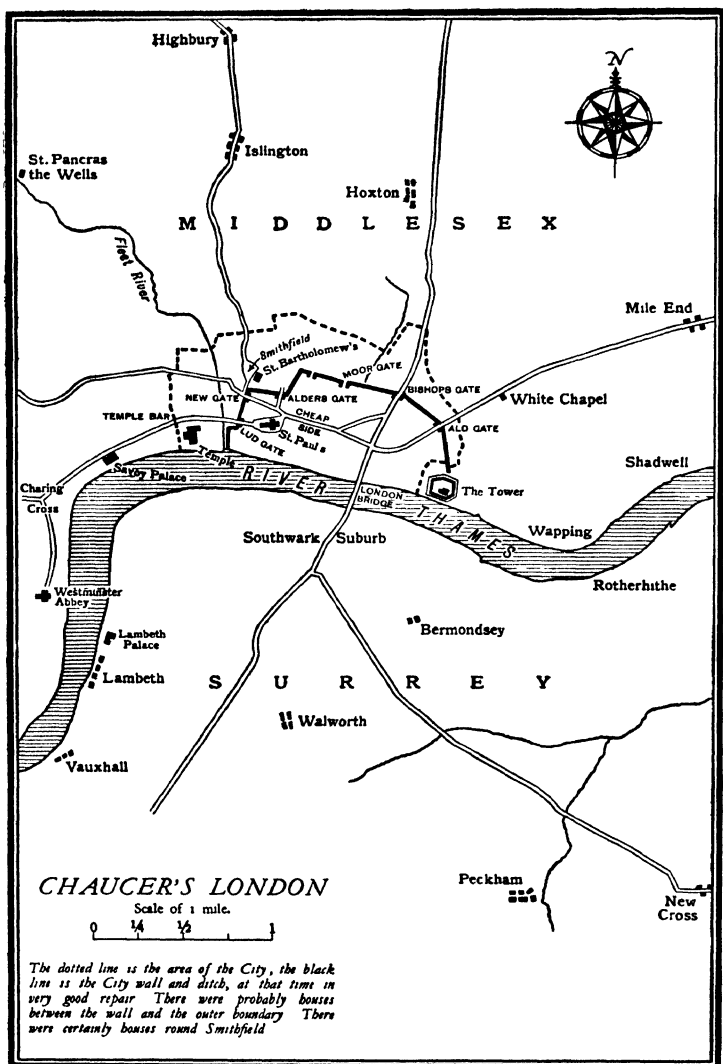 N
Highbury
Islington
St. Pancras
the Wells
Hoxton
MIDDLESEX
Fleet River
Mile End
Smithfield
St. Bartholomew's
MOOR GATE
BISHOPS GATE
NEW GATE
ALDERS GATE
White Chapel
TEMPLE BAR
CHEAP
SIDE
ALD GATE
LUD GATE
St. Paul's
Temple
Savoy Palace
Shadwell
Charing
Cross
RIVER THAMES
LONDON
BRIDGE
The Tower
Wapping
Southwark Suburb
Rotherhithe
Westminster
Abbey
Bermondsey
Lambeth
Palace
Lambeth
SURREY
Walworth
Vauxhall
Peckham
New
Cross
CHAUCER'S LONDON
Scale of 1 mile.
0 ¼ ½ 1
The dotted line is the area of the City, the black
line is the City wall and ditch, at that time in
very good repair There were probably houses
between the wall and the outer boundary There
were certainly houses round Smithfield